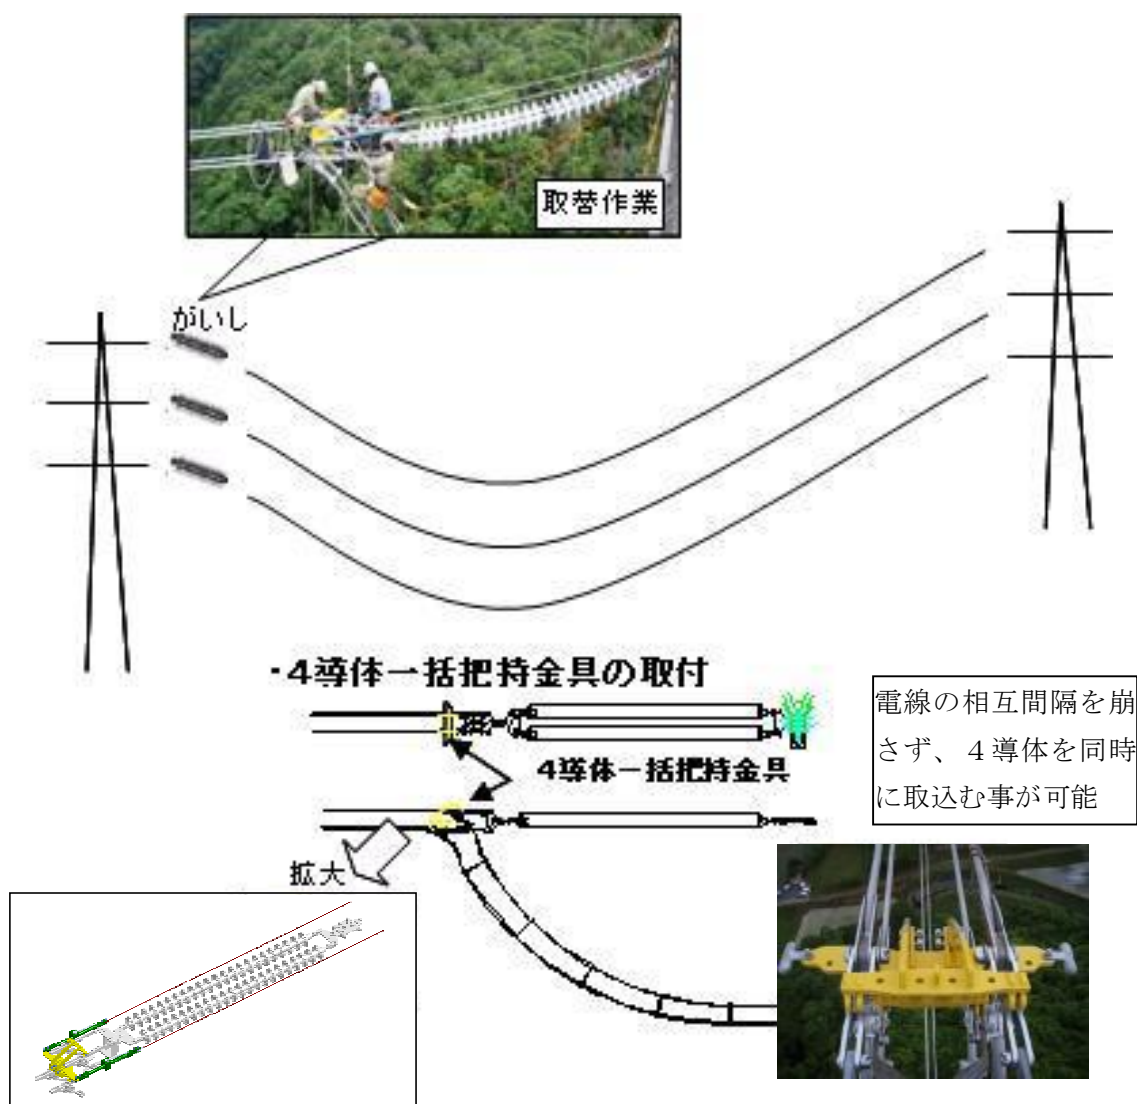 取替作業
がいし
・4導体一括把持金具の取付
電線の相互間隔を崩
さず、4導体を同時
に取込む事が可能
4導体一括把持金具
拡大